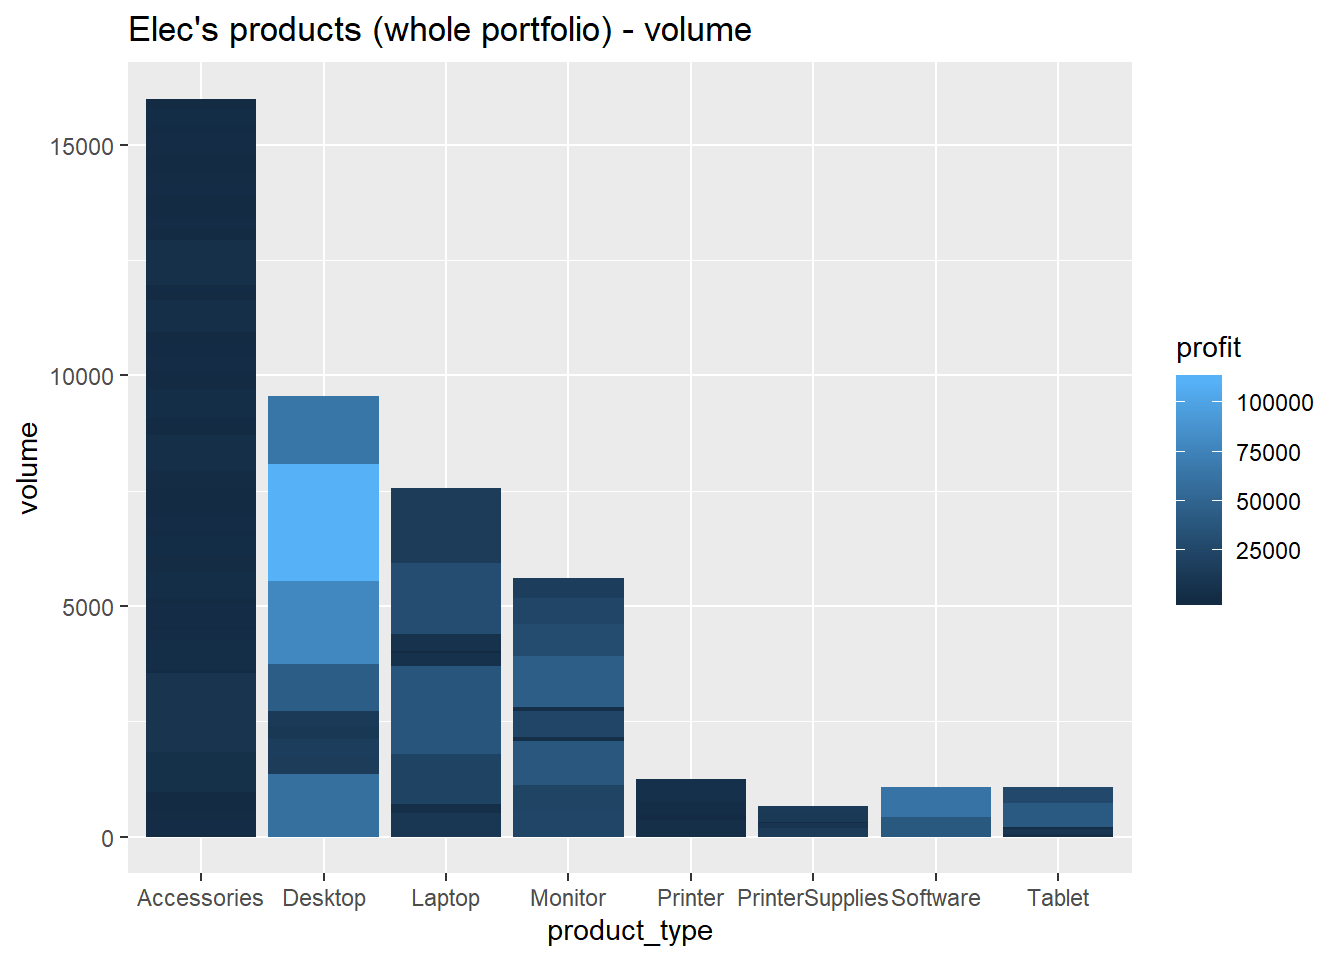 Elec's products (whole portfolio) - volume
volume
15000
10000
5000
0
Accessories Desktop Laptop Monitor Printer PrinterSupplies Software Tablet
product_type
profit
100000
75000
50000
25000